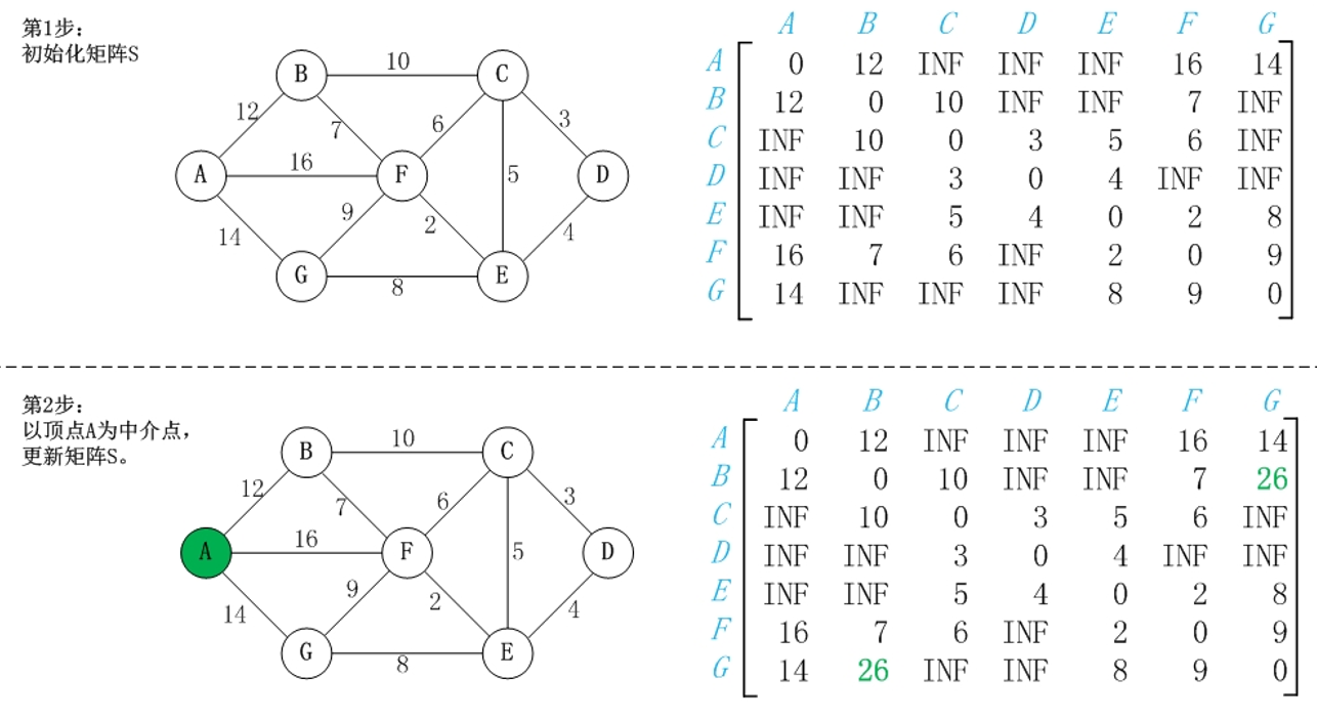 第1步：
初始化矩阵S
B 10 C
12 7 6 3
A 16 F 5 D
14 9 2 4
G 8 E
A B C D E F G
A 0 12 INF INF INF 16 14
B 12 0 10 INF INF 7 INF
C INF 10 0 3 5 6 INF
D INF INF 3 0 4 INF INF
E INF INF 5 4 0 2 8
F 16 7 6 INF 2 0 9
G 14 INF INF INF 8 9 0
第2步：
以顶点A为中介点，
更新矩阵S。
B 10 C
12 7 6 3
A 16 F 5 D
14 9 2 4
G 8 E
A B C D E F G
A 0 12 INF INF INF 16 14
B 12 0 10 INF INF 7 26
C INF 10 0 3 5 6 INF
D INF INF 3 0 4 INF INF
E INF INF 5 4 0 2 8
F 16 7 6 INF 2 0 9
G 14 26 INF INF 8 9 0